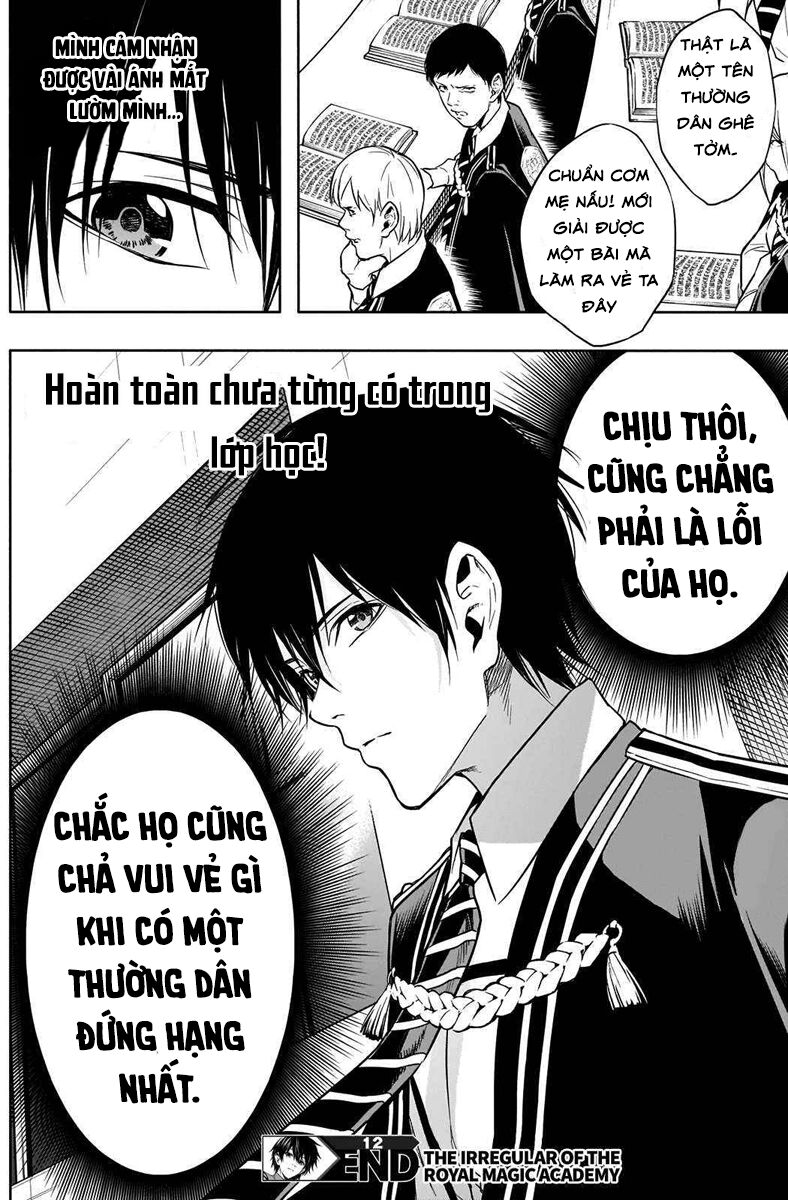 THẬT LÀ
MỘT TÊN
THƯỜNG
DÂN GHÊ
TỞM...
CHUẨN CƠM
MẸ NẤU! MỚI
GIẢI ĐƯỢC
MỘT BÀI MÀ
LÀM RA VẺ TA
ĐÂY
MÌNH CẢM NHẬN
ĐƯỢC VÀI ÁNH MẮT
LƯỜM MÌNH...
Hoàn toàn chưa từng có trong
lớp học!
CHỊU THÔI,
CŨNG CHẲNG
PHẢI LÀ LỖI
CỦA HỌ.
CHẮC HỌ CŨNG
CHẢ VUI VẺ GÌ
KHI CÓ MỘT
THƯỜNG DÂN
ĐỨNG HẠNG
NHẤT.
12
END
THE IRREGULAR OF THE
ROYAL MAGIC ACADEMY